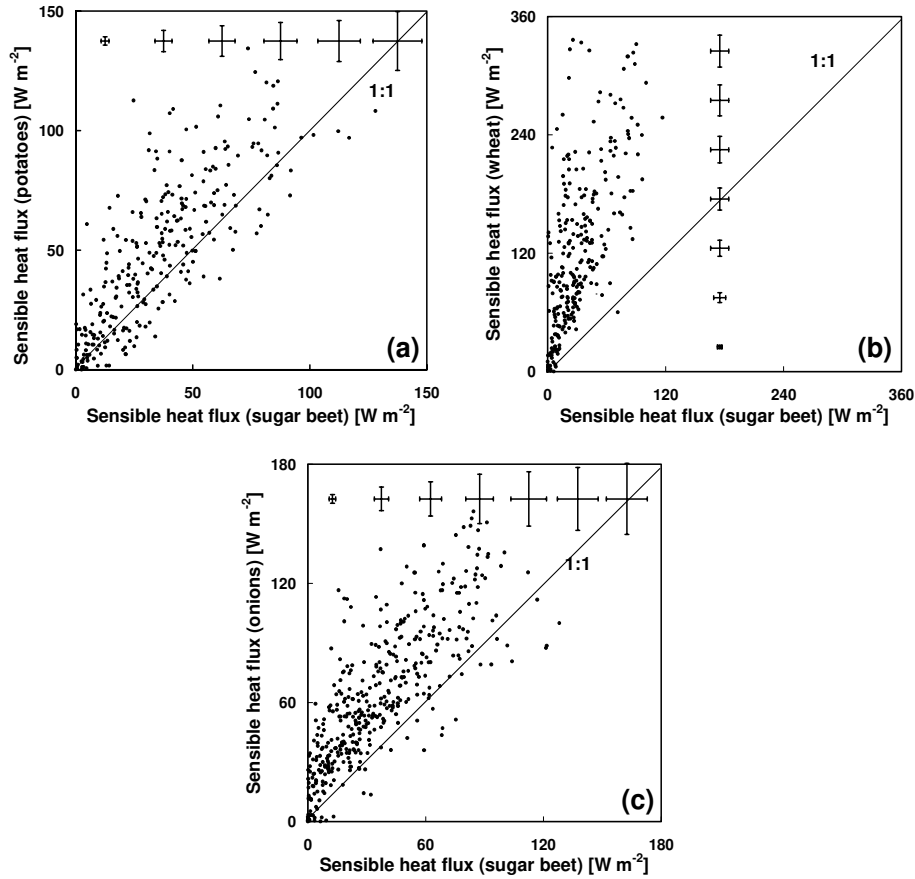 150
100
50
0
Sensible heat flux (potatoes) [W m-2]
1:1
(a)
0 50 100 150
Sensible heat flux (sugar beet) [W m-2]
360
240
120
0
Sensible heat flux (wheat) [W m-2]
1:1
(b)
0 120 240 360
Sensible heat flux (sugar beet) [W m-2]
180
120
60
0
Sensible heat flux (onions) [W m-2]
1:1
(c)
0 60 120 180
Sensible heat flux (sugar beet) [W m-2]